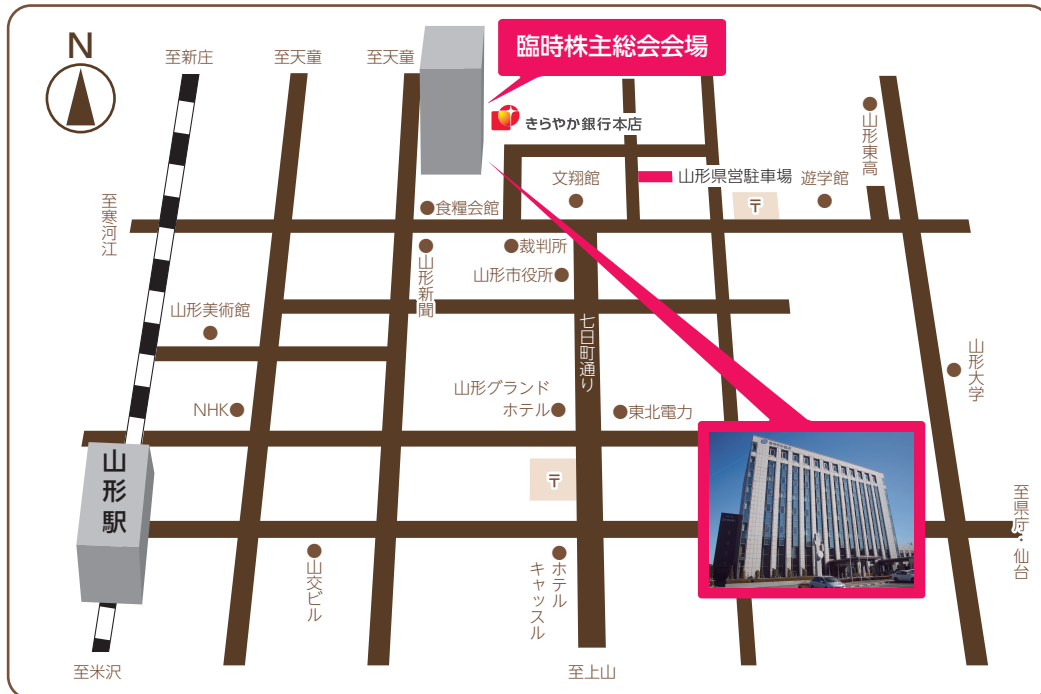 N
至新庄
至天童
至天童
臨時株主総会会場
きらやか銀行本店
山形東高
文翔館
山形県営駐車場
遊学館
〒
至寒河江
食糧会館
裁判所
山形新聞
山形市役所
山形美術館
七日町通り
山形大学
山形グランド
ホテル
NHK
東北電力
山形駅
〒
至県庁・仙台
山交ビル
ホテル
キャッスル
至米沢
至上山